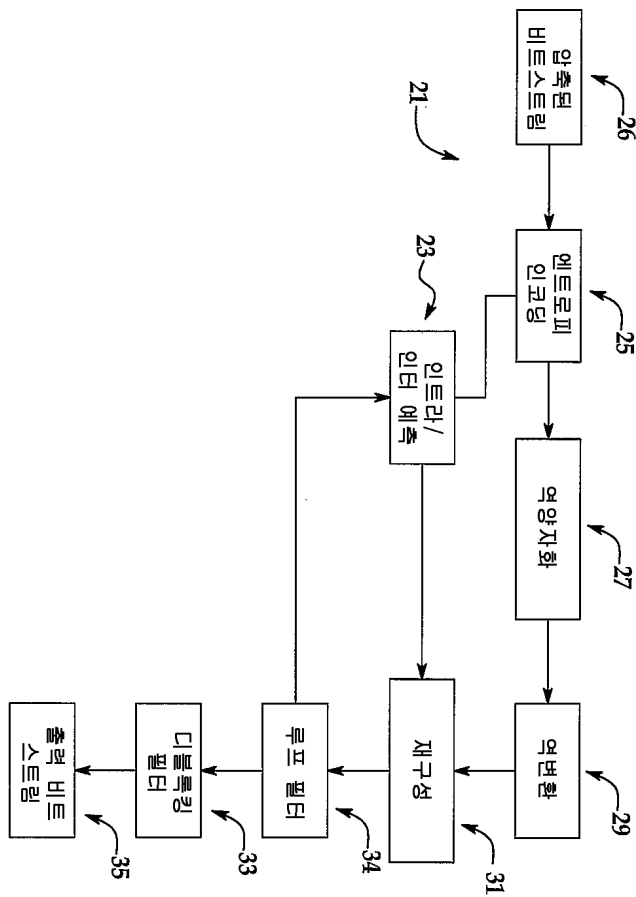 26
압축된
비트스트림
25
엔트로피
인코딩
27
역양자화
29
역변환
21
23
인트라/
인터 예측
31
재구성
34
루프 필터
33
디블록킹
필터
35
출력 비트
스트림